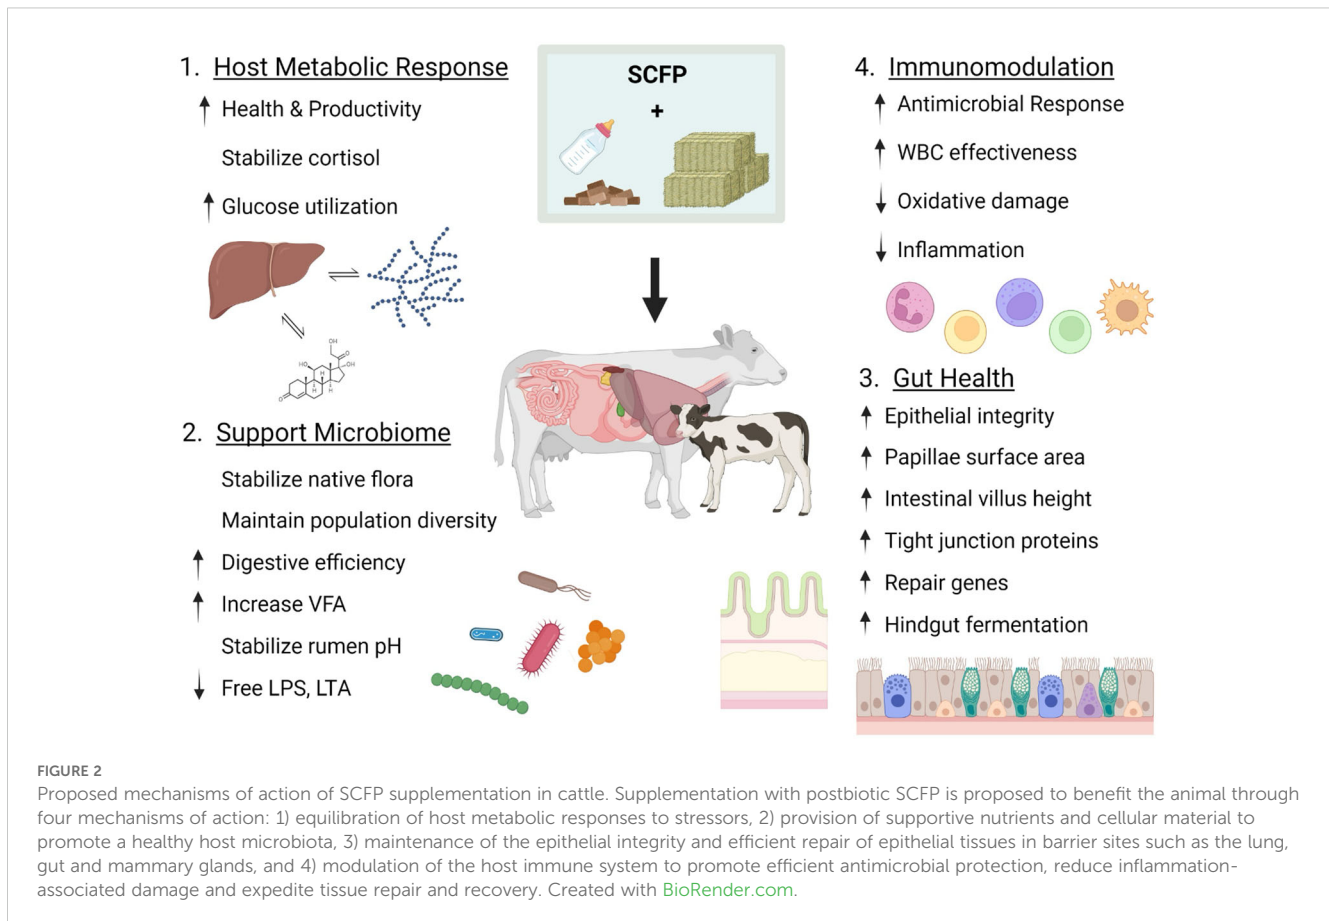 1. Host Metabolic Response
Health & Productivity
Stabilize cortisol
Glucose utilization
OH
O
HO
OH
H
H
H
O
2. Support Microbiome
Stabilize native flora
Maintain population diversity
Digestive efficiency
Increase VFA
Stabilize rumen pH
Free LPS, LTA
SCFP
+
4. Immunomodulation
Antimicrobial Response
WBC effectiveness
Oxidative damage
Inflammation
3. Gut Health
Epithelial integrity
Papillae surface area
Intestinal villus height
Tight junction proteins
Repair genes
Hindgut fermentation
FIGURE 2
Proposed mechanisms of action of SCFP supplementation in cattle. Supplementation with postbiotic SCFP is proposed to benefit the animal through
four mechanisms of action: 1) equilibration of host metabolic responses to stressors, 2) provision of supportive nutrients and cellular material to
promote a healthy host microbiota, 3) maintenance of the epithelial integrity and efficient repair of epithelial tissues in barrier sites such as the lung,
gut and mammary glands, and 4) modulation of the host immune system to promote efficient antimicrobial protection, reduce inflammation-
associated damage and expedite tissue repair and recovery. Created with BioRender.com.